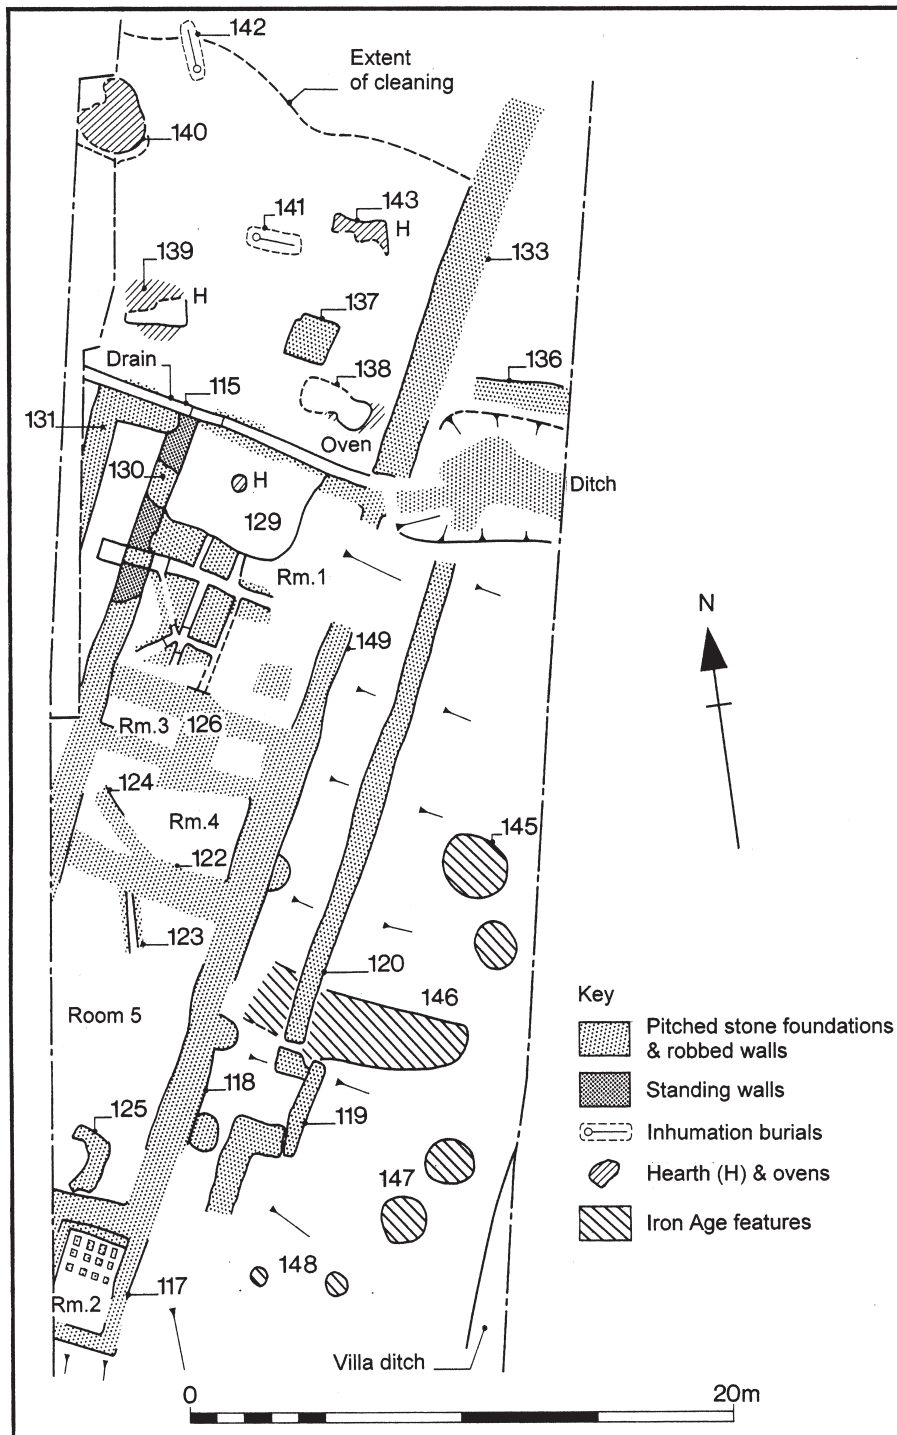 142
Extent
of cleaning
140
141
143
H
133
139
H
137
136
Drain
115
138
131
Oven
130
H
Ditch
129
Rm.1
N
149
Rm.3
126
124
Rm.4
145
122
123
120
146
Room 5
Key
Pitched stone foundations
& robbed walls
118
Standing walls
125
119
Inhumation burials
147
Hearth (H) & ovens
Iron Age features
148
117
Rm.2
Villa ditch
0
20m